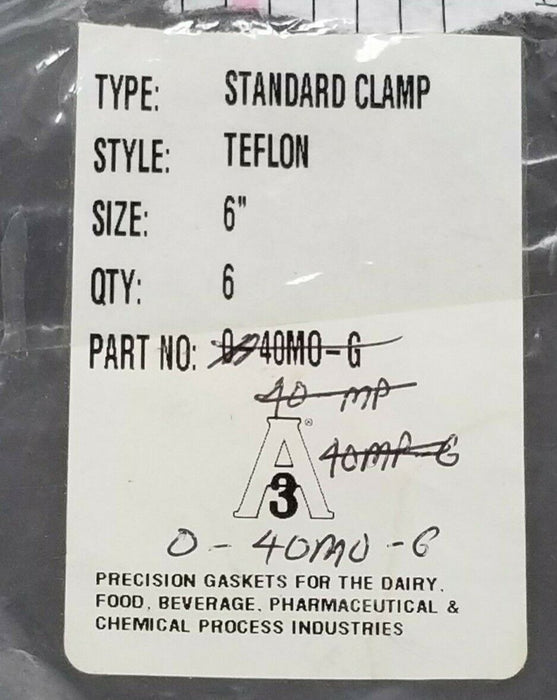 TYPE: STANDARD CLAMP
STYLE: TEFLON
SIZE: 6"
QTY: 6
PART NO: 0-40MO-G
40-MP
40MP-G
A
3
®
0-40MO-G
PRECISION GASKETS FOR THE DAIRY,
FOOD, BEVERAGE, PHARMACEUTICAL &
CHEMICAL PROCESS INDUSTRIES